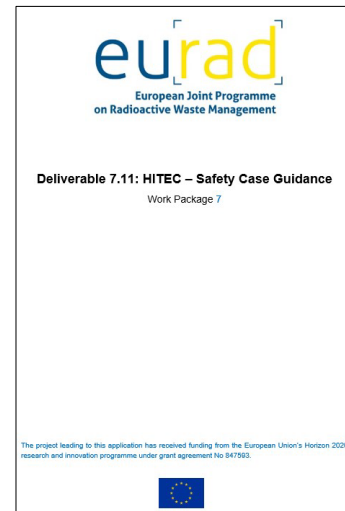 eurad
European Joint Programme
on Radioactive Waste Management
Deliverable 7.11: HITEC – Safety Case Guidance
Work Package 7
The project leading to this application has received funding from the European Union's Horizon 2020
research and innovation programme under grant agreement No 847593.